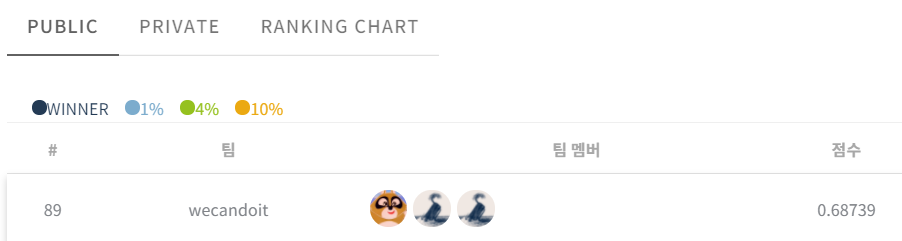 PUBLIC PRIVATE RANKING CHART
WINNER 1% 4% 10%
# 팀 팀 멤버 점수
89 wecandoit 0.68739